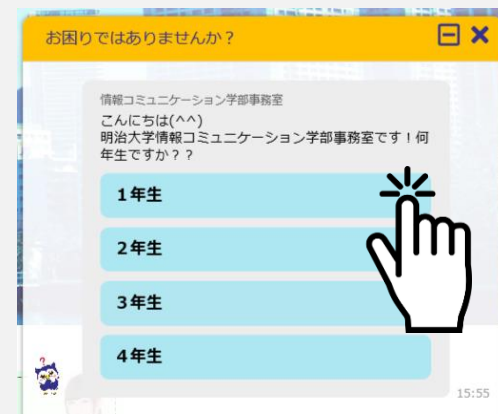 お困りではありませんか?
情報コミュニケーション学部事務室
こんにちは(^^)
明治大学情報コミュニケーション学部事務室です!何
年生ですか??
1年生
2年生
3年生
4年生
?
15:55